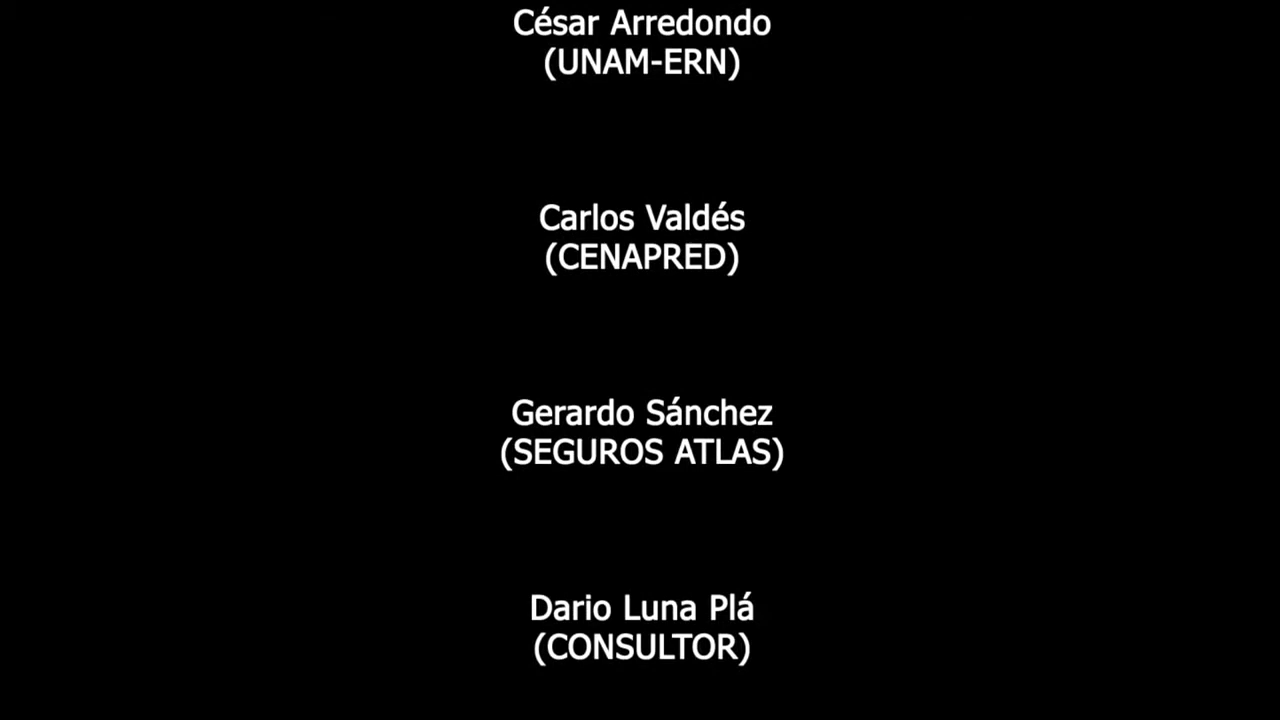 César Arredondo
(UNAM-ERN)
Carlos Valdés
(CENAPRED)
Gerardo Sánchez
(SEGUROS ATLAS)
Dario Luna Plá
(CONSULTOR)